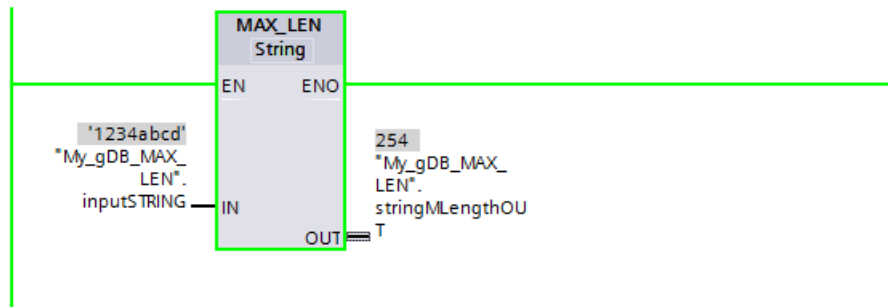 MAX_LEN
String
EN
ENO
'1234abcd'
"My_gDB_MAX_
LEN".
inputSTRING
IN
254
"My_gDB_MAX_
LEN".
stringMLengthOU
T
OUT